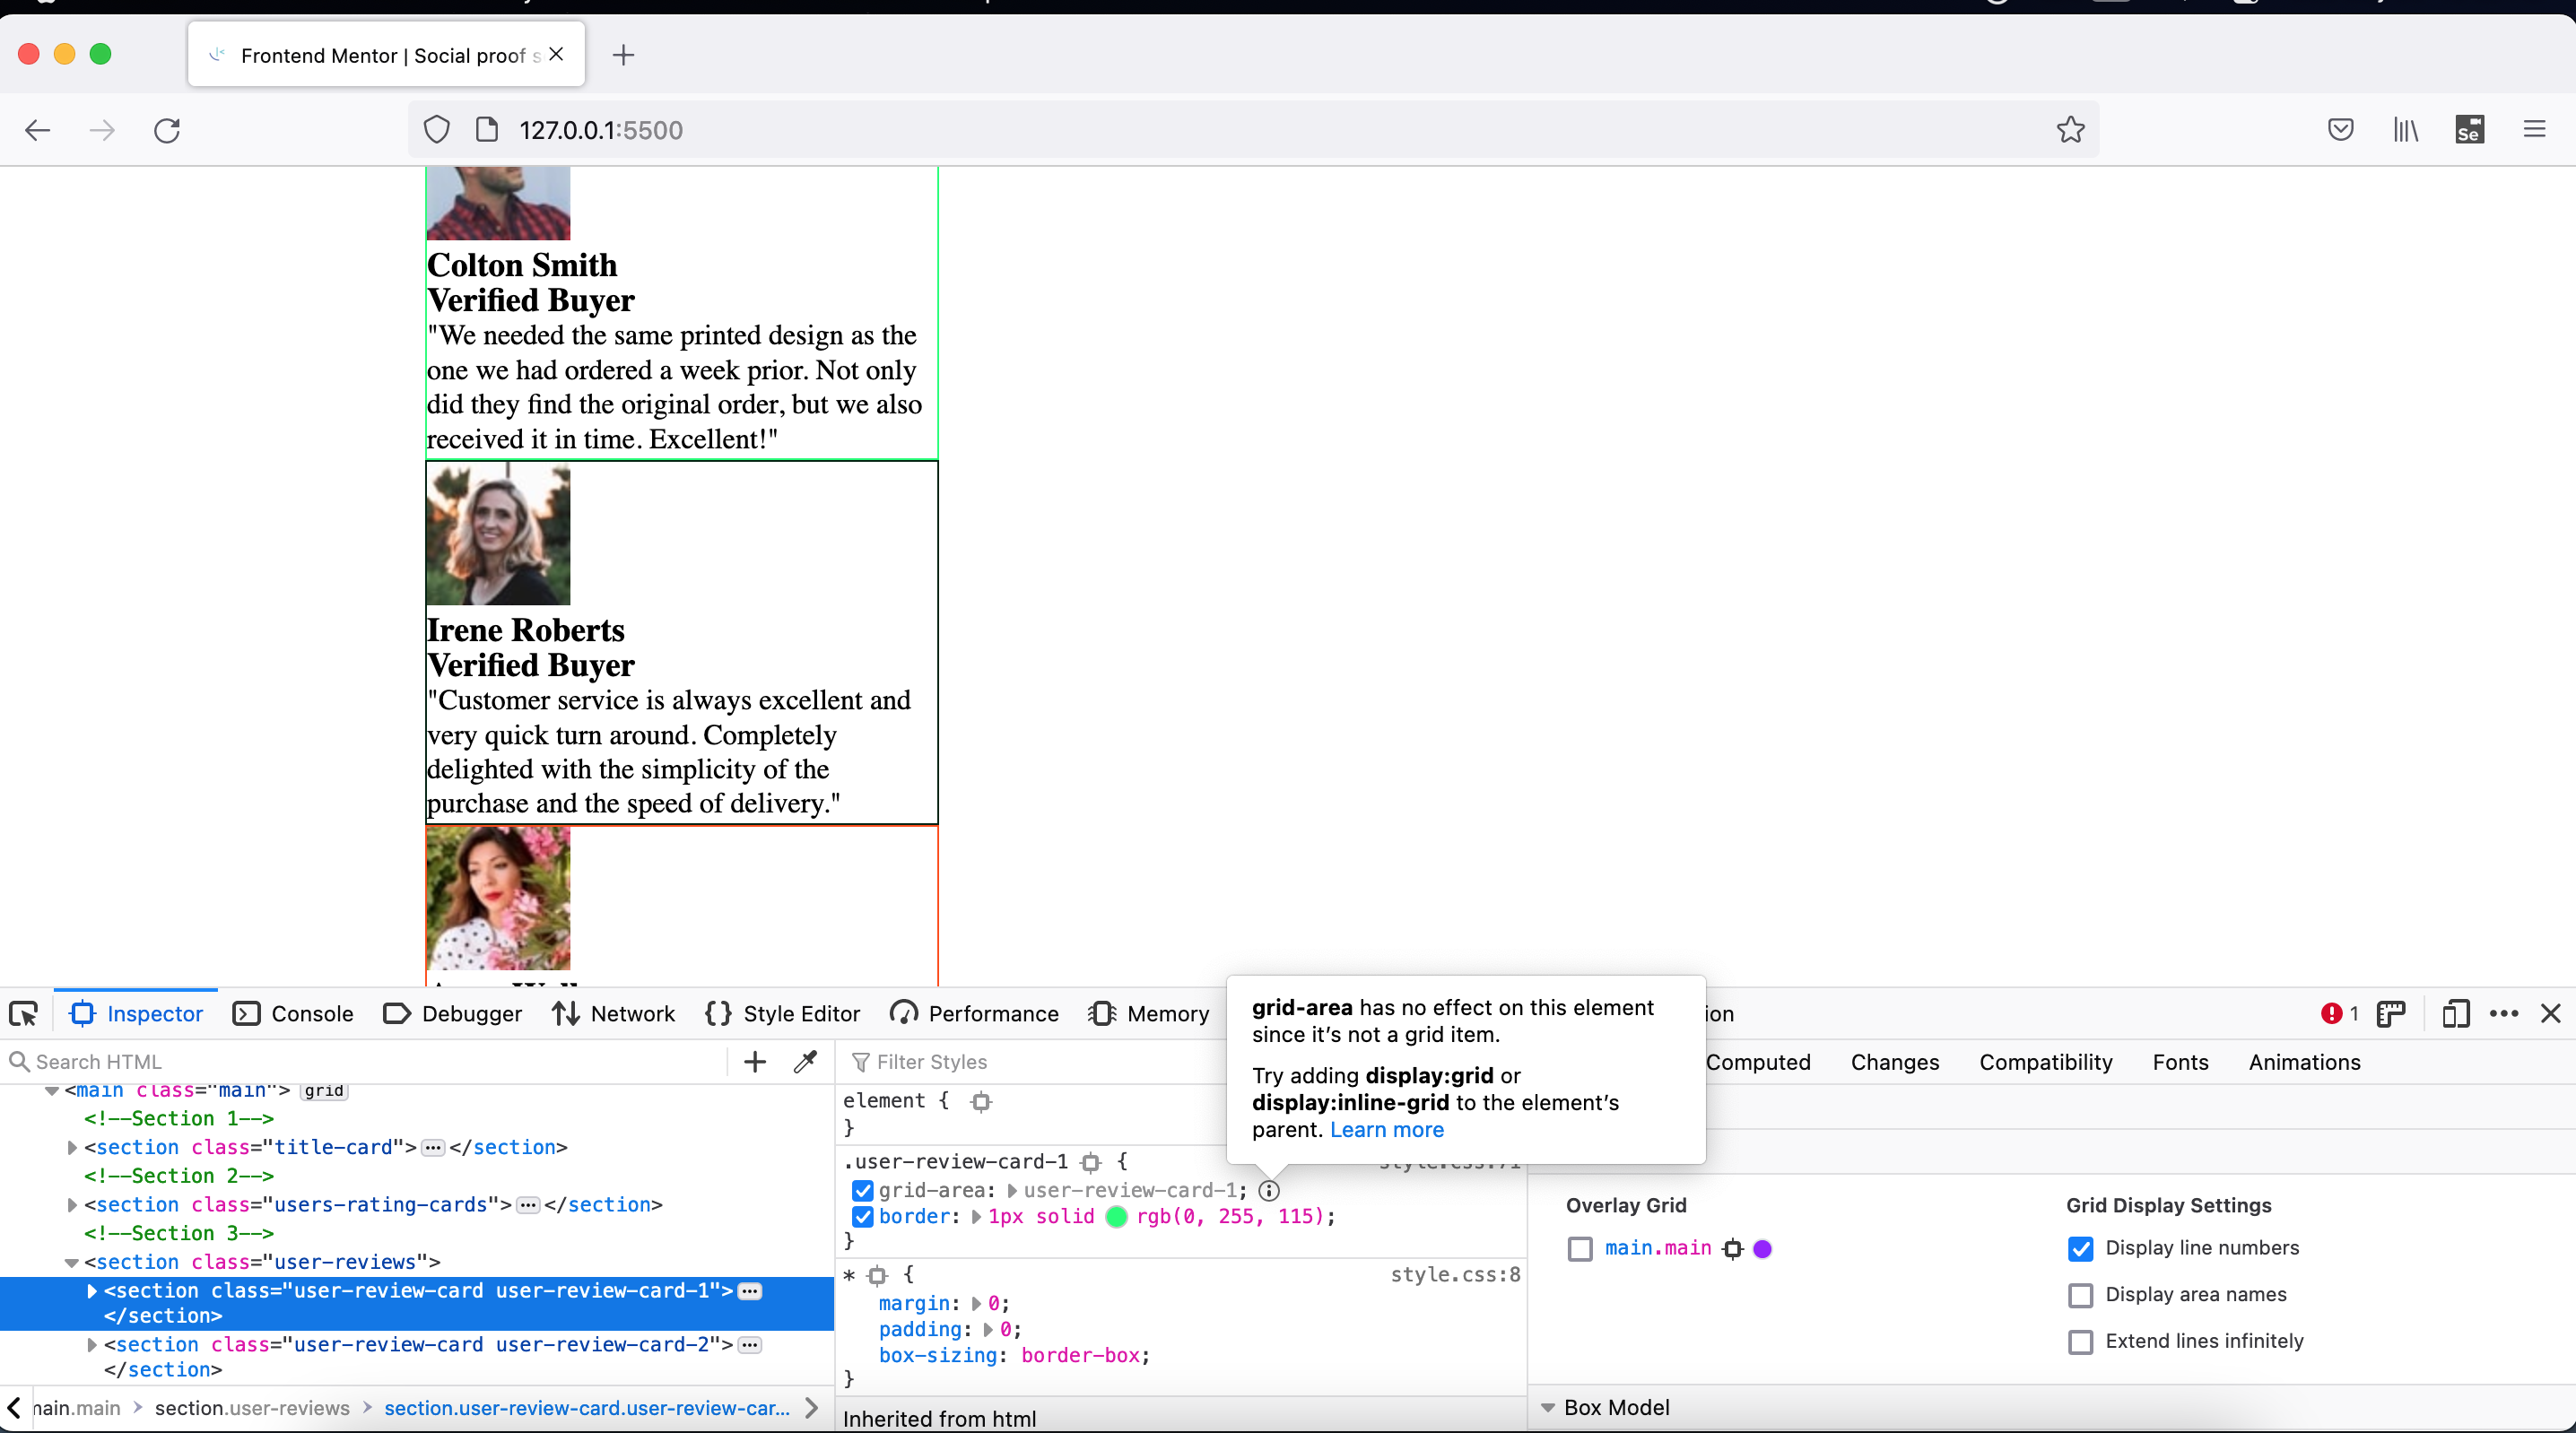 Frontend Mentor | Social proof s
127.0.0.1:5500
Se
Colton Smith
Verified Buyer
"We needed the same printed design as the
one we had ordered a week prior. Not only
did they find the original order, but we also
received it in time. Excellent!"
Irene Roberts
Verified Buyer
"Customer service is always excellent and
very quick turn around. Completely
delighted with the simplicity of the
purchase and the speed of delivery."
Inspector Console Debugger Network Style Editor Performance Memory ion 1
grid-area has no effect on this element
since it's not a grid item.
Try adding display:grid or
display:inline-grid to the element's
parent. Learn more
Search HTML
Filter Styles
Computed Changes Compatibility Fonts Animations
<main class="main"> grid
<!--Section 1-->
<section class="title-card"> </section>
<!--Section 2-->
<section class="users-rating-cards"> </section>
<!--Section 3-->
<section class="user-reviews">
<section class="user-review-card user-review-card-1">
</section>
<section class="user-review-card user-review-card-2">
</section>
main.main > section.user-reviews > section.user-review-card.user-review-car...
element {
}
.user-review-card-1 { style.css:71
grid-area: user-review-card-1;
border: 1px solid rgb(0, 255, 115);
}
* { style.css:8
margin: 0;
padding: 0;
box-sizing: border-box;
}
Inherited from html
Overlay Grid
main.main
Grid Display Settings
Display line numbers
Display area names
Extend lines infinitely
Box Model